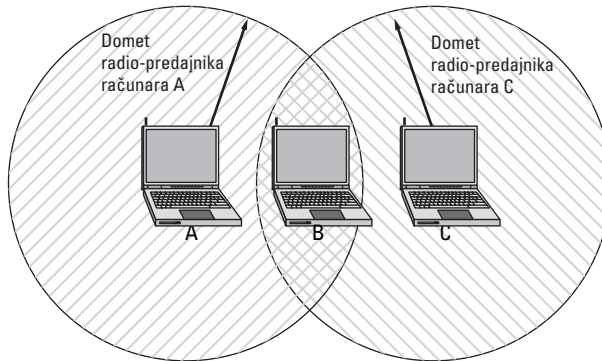 Domet
radio-predajnika
računara A
Domet
radio-predajnika
računara C
A
B
C